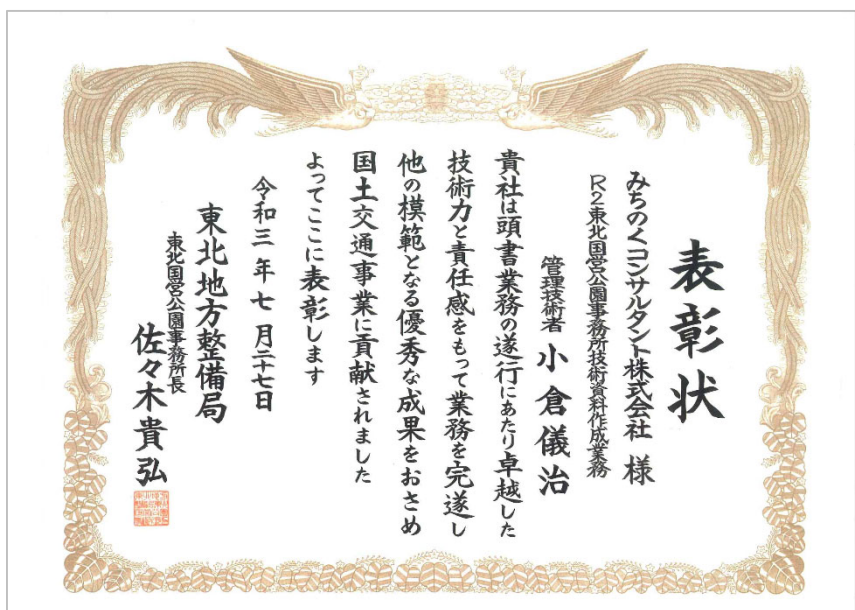 表彰状
みちのくコンサルタント株式会社 様
R2東北国営公園事務所技術資料作成業務
管理技術者 小倉儀治
貴社は頭書業務の遂行にあたり卓越した
技術力と責任感をもって業務を完遂し
他の模範となる優秀な成果をおさめ
国土交通事業に貢献されました
よってここに表彰します
令和三年七月二十七日
東北地方整備局
東北国営公園事務所長
佐々木貴弘